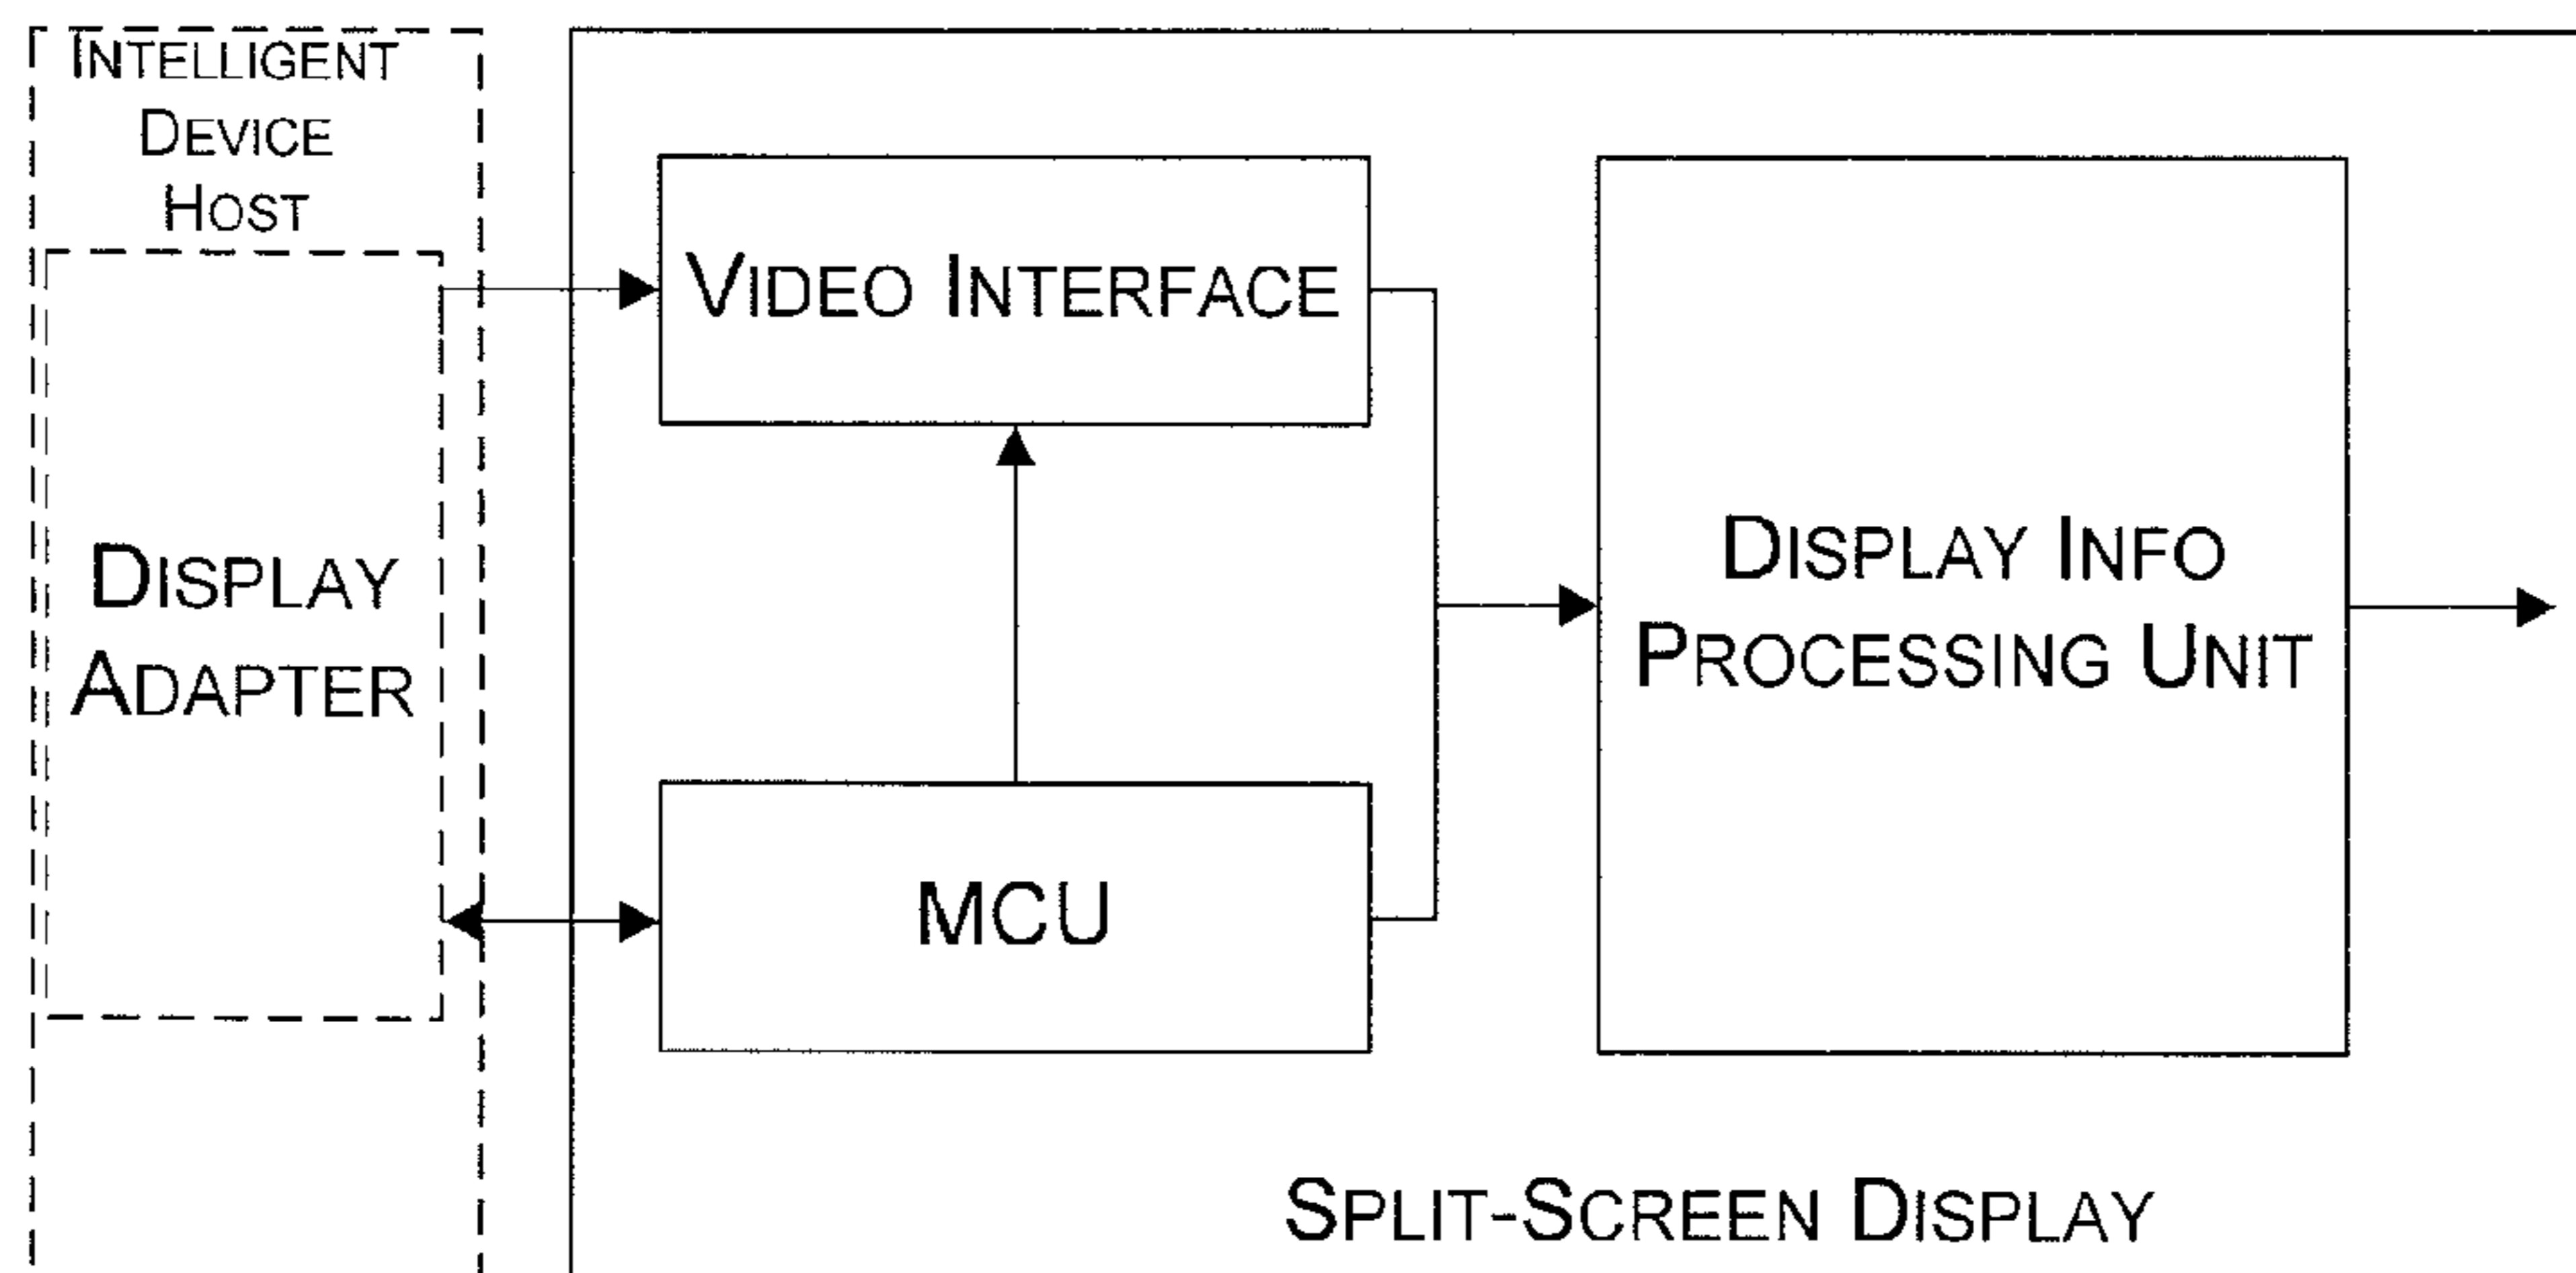 INTELLIGENT
DEVICE
HOST
DISPLAY
ADAPTER
VIDEO INTERFACE
MCU
DISPLAY INFO
PROCESSING UNIT
SPLIT-SCREEN DISPLAY